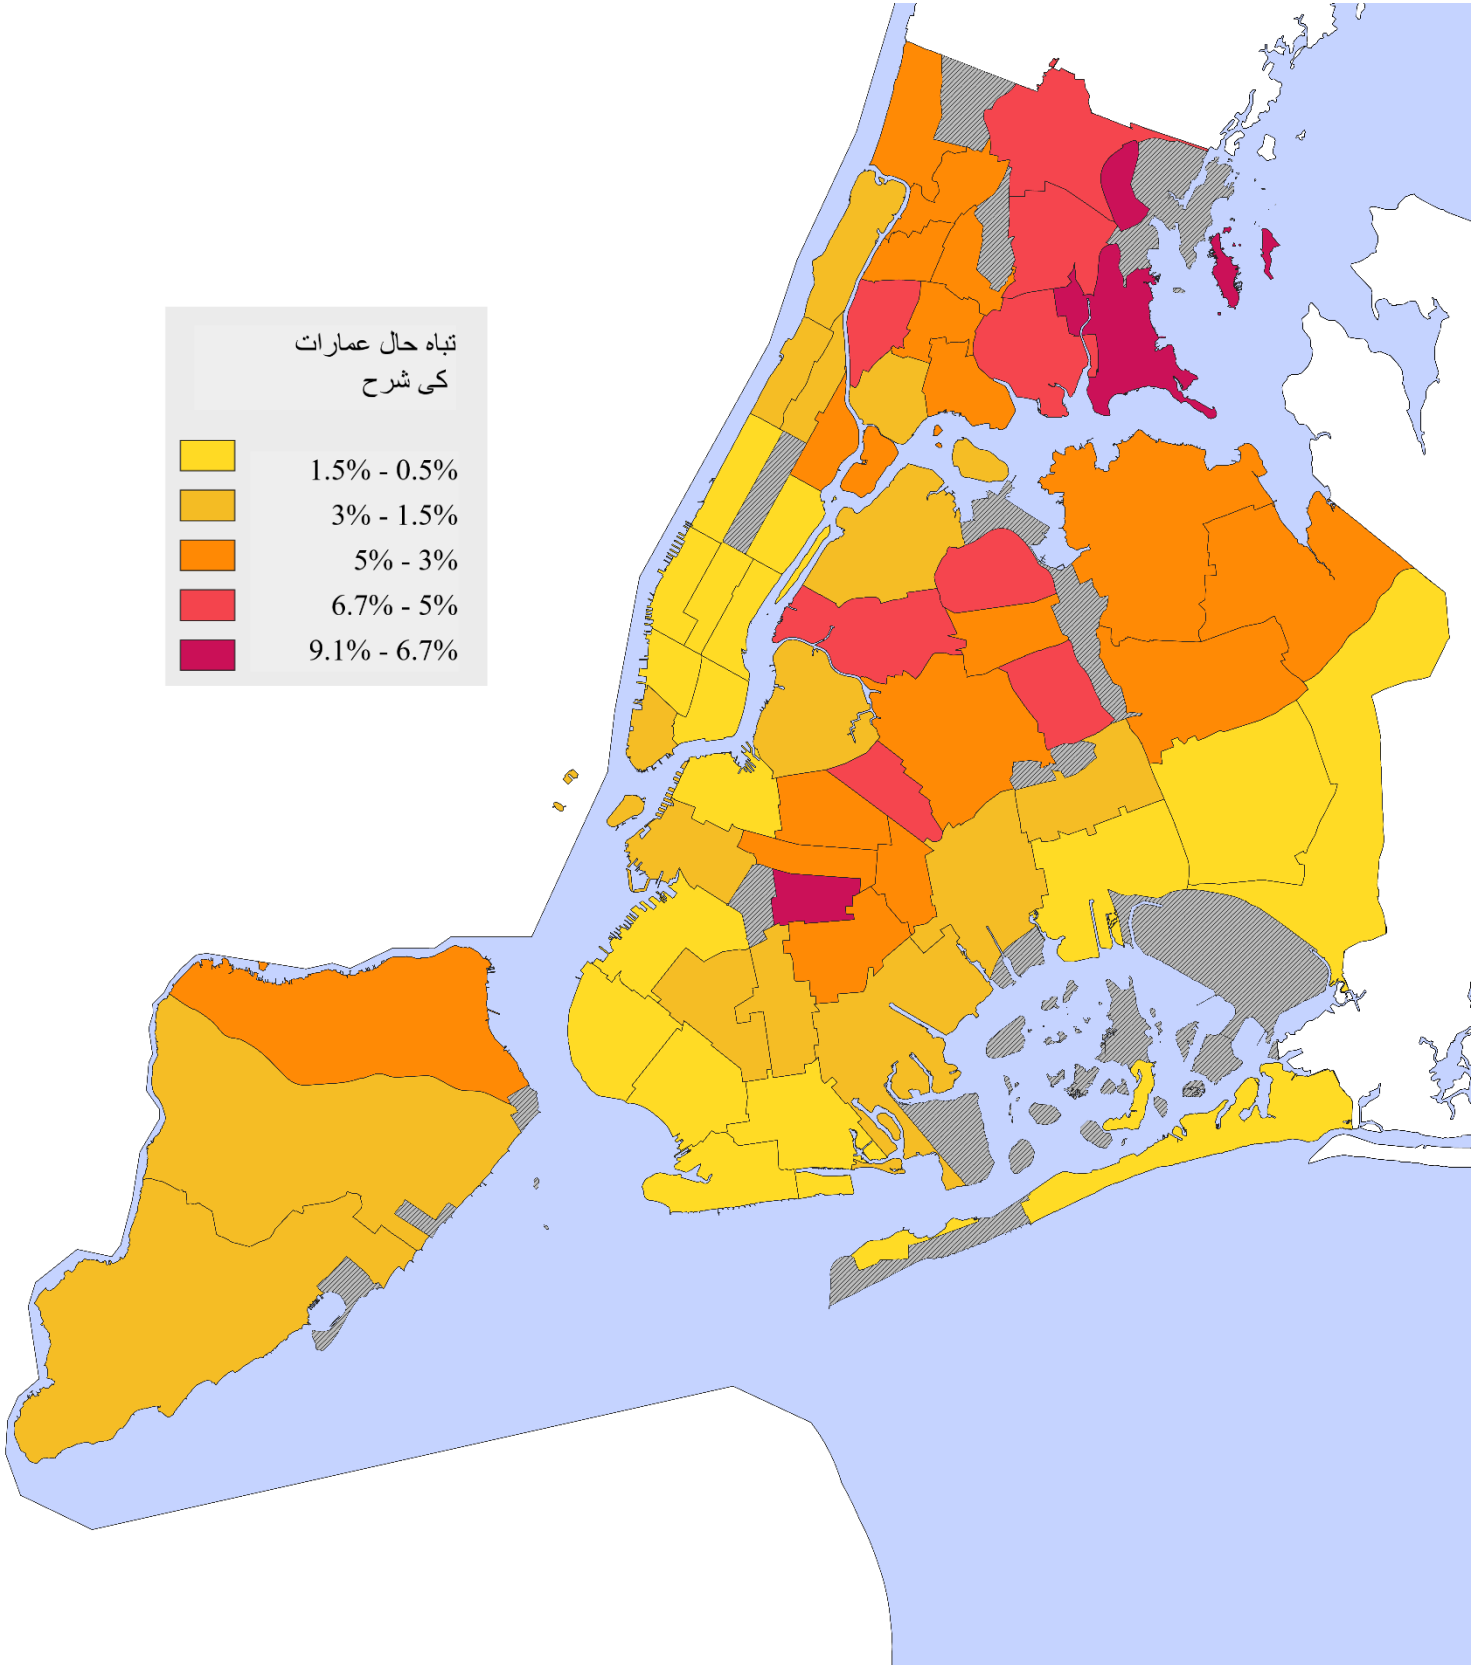 تباہ حال عمارات
کی شرح
1.5% - 0.5%
3% - 1.5%
5% - 3%
6.7% - 5%
9.1% - 6.7%